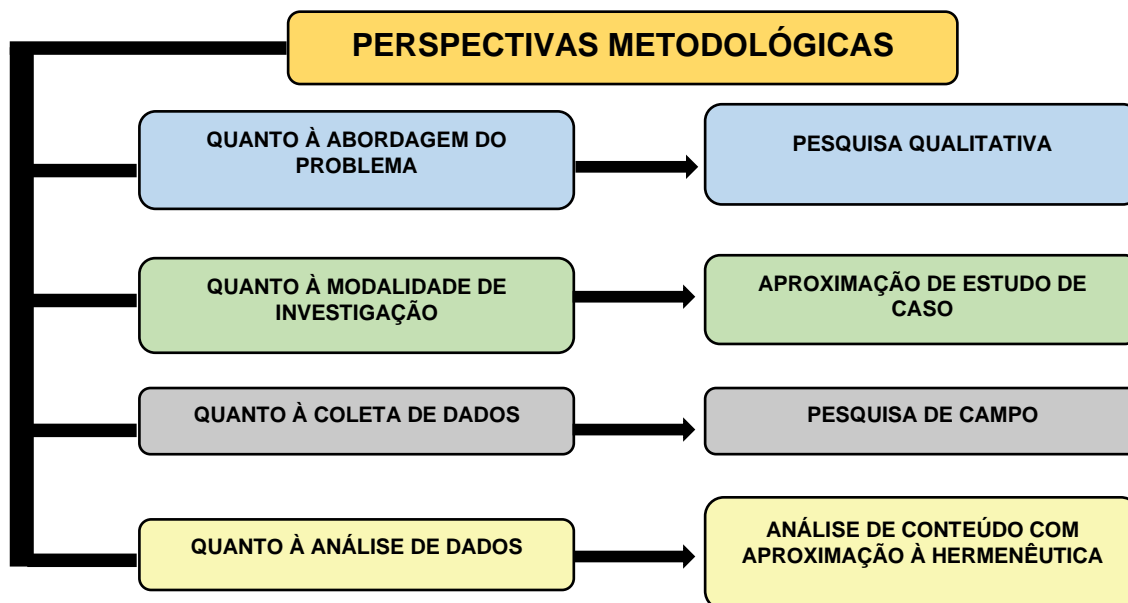 PERSPECTIVAS METODOLÓGICAS
QUANTO À ABORDAGEM DO
PROBLEMA
PESQUISA QUALITATIVA
QUANTO À MODALIDADE DE
INVESTIGAÇÃO
APROXIMAÇÃO DE ESTUDO DE
CASO
QUANTO À COLETA DE DADOS
PESQUISA DE CAMPO
QUANTO À ANÁLISE DE DADOS
ANÁLISE DE CONTEÚDO COM
APROXIMAÇÃO À HERMENÊUTICA